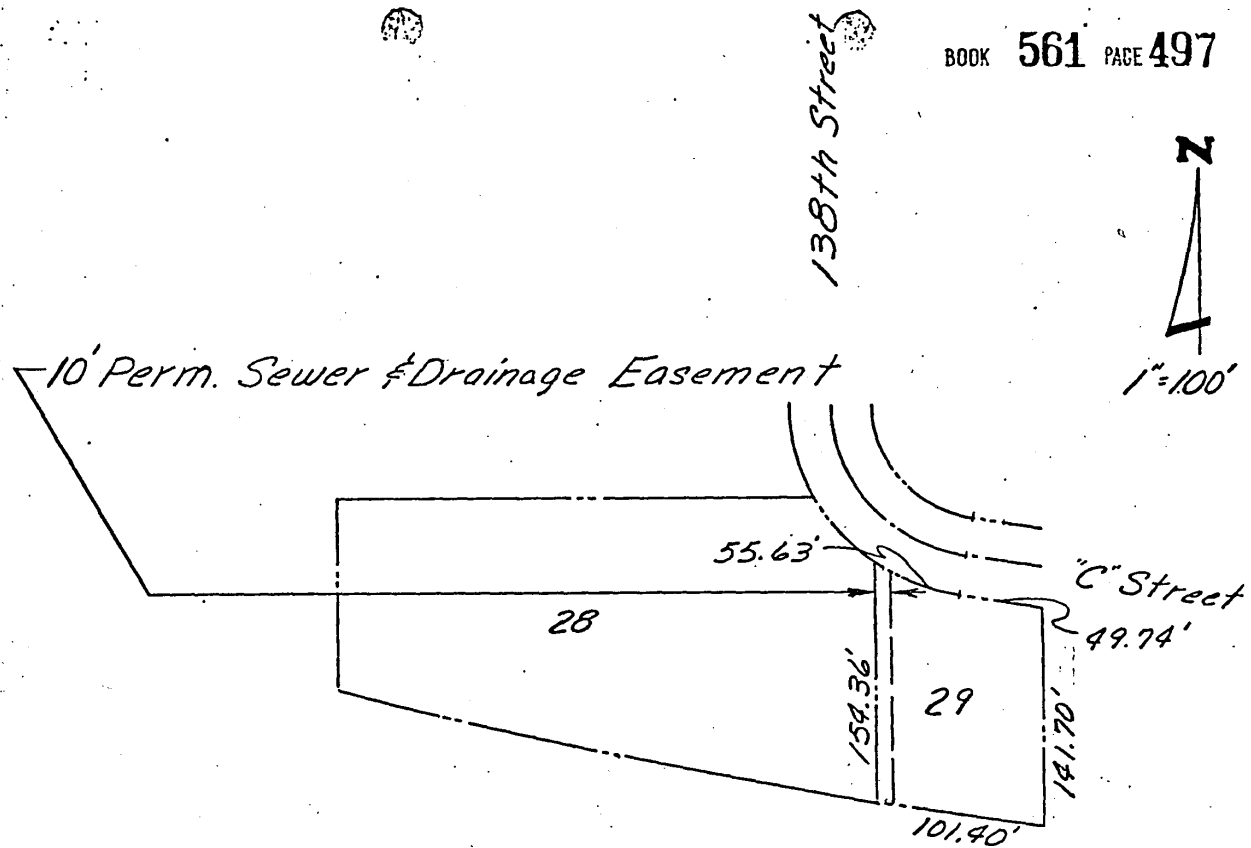 BOOK 561 PAGE 497
138th Street
N
1"=100'
10' Perm. Sewer & Drainage Easement
55.63'
"C" Street
28
49.74'
154.36'
29
141.70'
101.40'